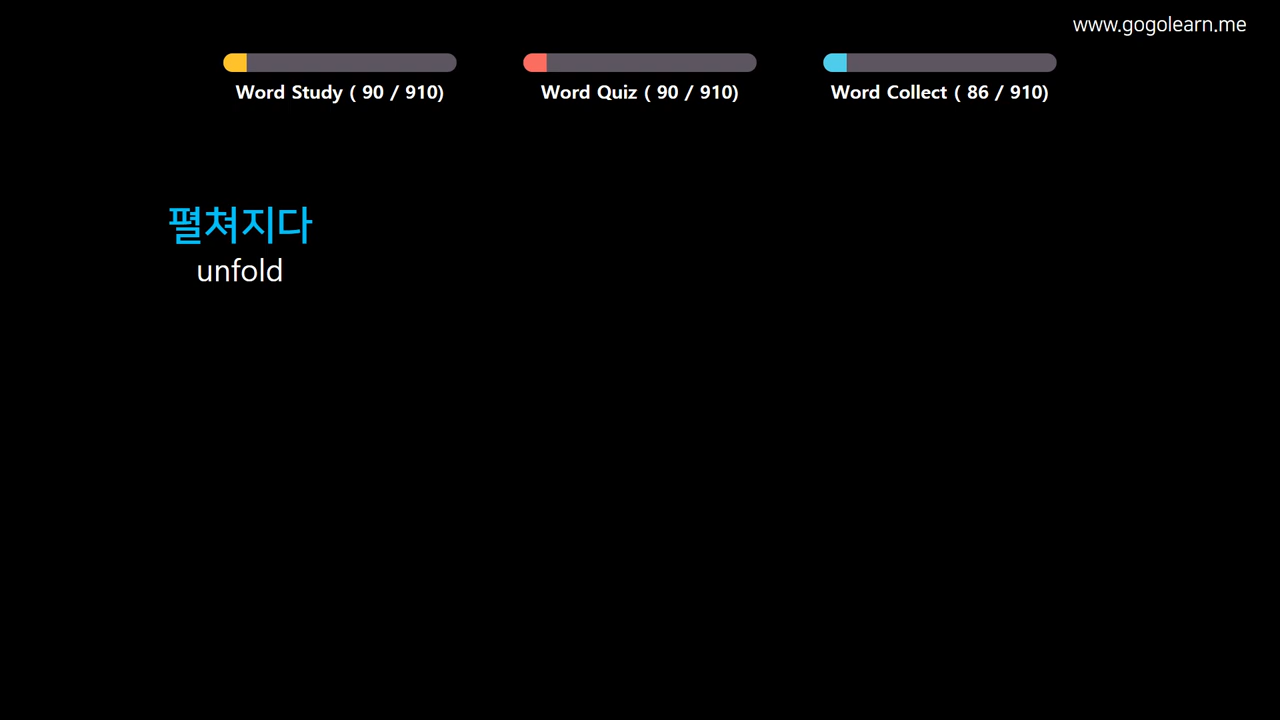 www.gogolearn.me
Word Study ( 90 / 910)
Word Quiz ( 90 / 910)
Word Collect ( 86 / 910)
펼쳐지다
unfold